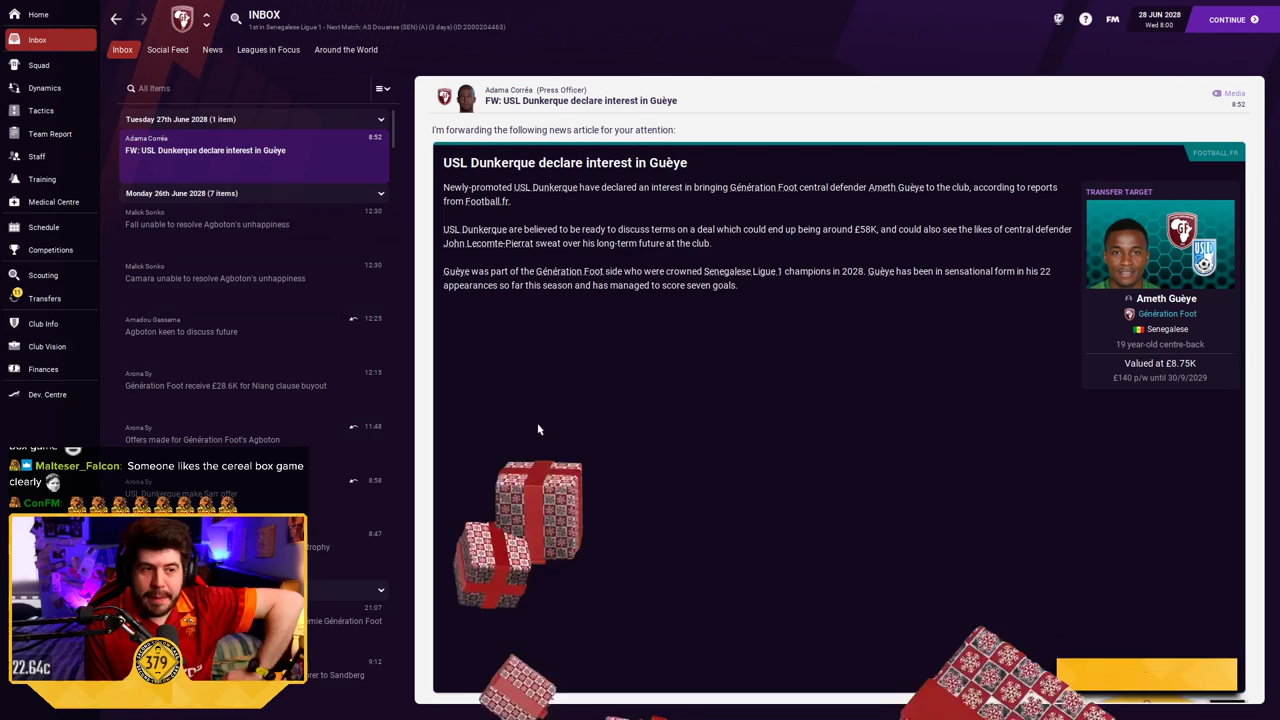 Home
Inbox
Squad
Dynamics
Tactics
Team Report
Staff
Training
Medical Centre
Schedule
Competitions
Scouting
11
Transfers
Club Info
Club Vision
Finances
Dev. Centre
INBOX
1st in Senegalese Ligue 1 - Next Match: AS Douanes (SEN) (A) (3 days) (ID:2000204463)
FM
28 JUN 2028
Wed 8:00
CONTINUE
Inbox
Social Feed
News
Leagues in Focus
Around the World
All Items
Tuesday 27th June 2028 (1 item)
Adama Corréa
8:52
FW: USL Dunkerque declare interest in Guèye
Monday 26th June 2028 (7 items)
Malick Sonko
12:30
Fall unable to resolve Agboton's unhappiness
Malick Sonko
12:30
Camara unable to resolve Agboton's unhappiness
Amadou Gassama
12:25
Agboton keen to discuss future
Arona Sy
12:15
Génération Foot receive £28.6K for Niang clause buyout
Arona Sy
11:48
Offers made for Génération Foot's Agboton
Arona Sy
8:58
USL Dunkerque make Sarr offer
8:47
trophy
21:07
émie Génération Foot
9:12
orer to Sandberg
box game
Malteser_Falcon: Someone likes the cereal box game
clearly
ConFM:
22.64c
379
Adama Corréa (Press Officer)
FW: USL Dunkerque declare interest in Guèye
Media
8:52
I'm forwarding the following news article for your attention:
FOOTBALL.FR
USL Dunkerque declare interest in Guèye
Newly-promoted USL Dunkerque have declared an interest in bringing Génération Foot central defender Ameth Guèye to the club, according to reports
from Football.fr.
USL Dunkerque are believed to be ready to discuss terms on a deal which could end up being around £58K, and could also see the likes of central defender
John Lecomte-Pierrat sweat over his long-term future at the club.
Guèye was part of the Génération Foot side who were crowned Senegalese Ligue 1 champions in 2028. Guèye has been in sensational form in his 22
appearances so far this season and has managed to score seven goals.
TRANSFER TARGET
Ameth Guèye
Génération Foot
Senegalese
19 year-old centre-back
Valued at £8.75K
£140 p/w until 30/9/2029